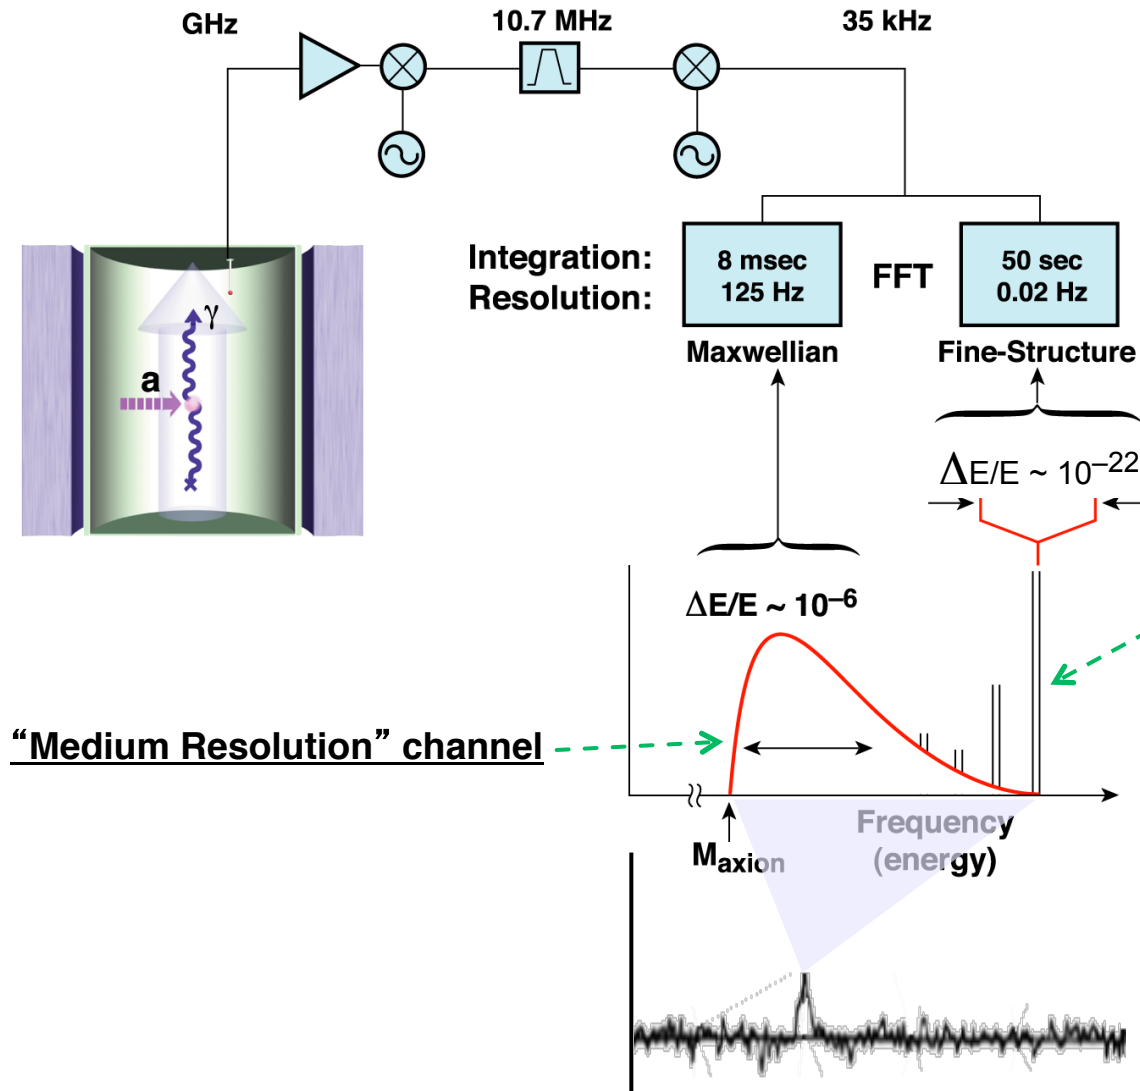 GHz
10.7 MHz
35 kHz
Integration:
Resolution:
8 msec
125 Hz
FFT
50 sec
0.02 Hz
Maxwellian
Fine-Structure
γ
a
ΔE/E ~ 10⁻²²
ΔE/E ~ 10⁻⁶
“Medium Resolution” channel
Frequency
(energy)
Maxion